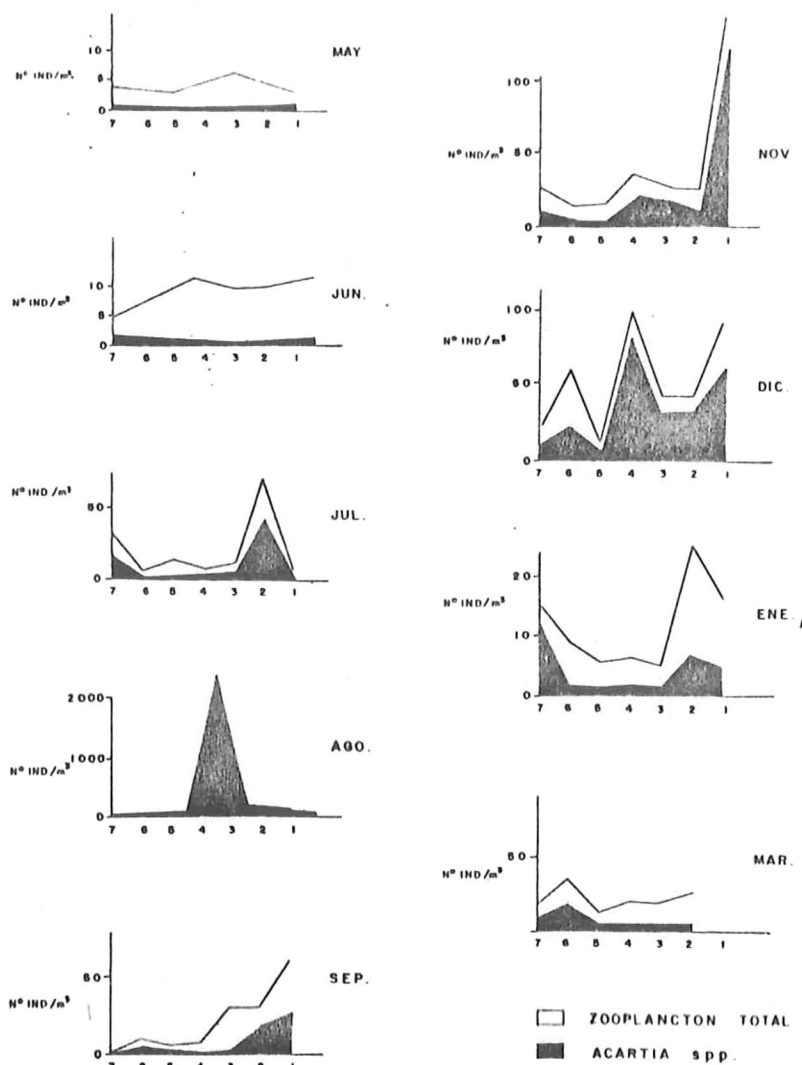 MAY
10
5
0
Nº IND/m³
7 6 5 4 3 2 1
JUN.
10
5
0
Nº IND/m³
7 6 5 4 3 2 1
JUL.
50
0
Nº IND/m³
7 6 5 4 3 2 1
AGO.
2000
1000
0
Nº IND/m³
7 6 5 4 3 2 1
SEP.
50
0
Nº IND/m³
NOV
100
50
0
Nº IND/m³
7 6 5 4 3 2 1
DIC.
100
50
0
Nº IND/m³
7 6 5 4 3 2 1
ENE.
20
10
0
Nº IND/m³
7 6 5 4 3 2 1
MAR.
50
Nº IND/m³
7 6 5 4 3 2 1
ZOOPLANCTON TOTAL
ACARTIA spp.